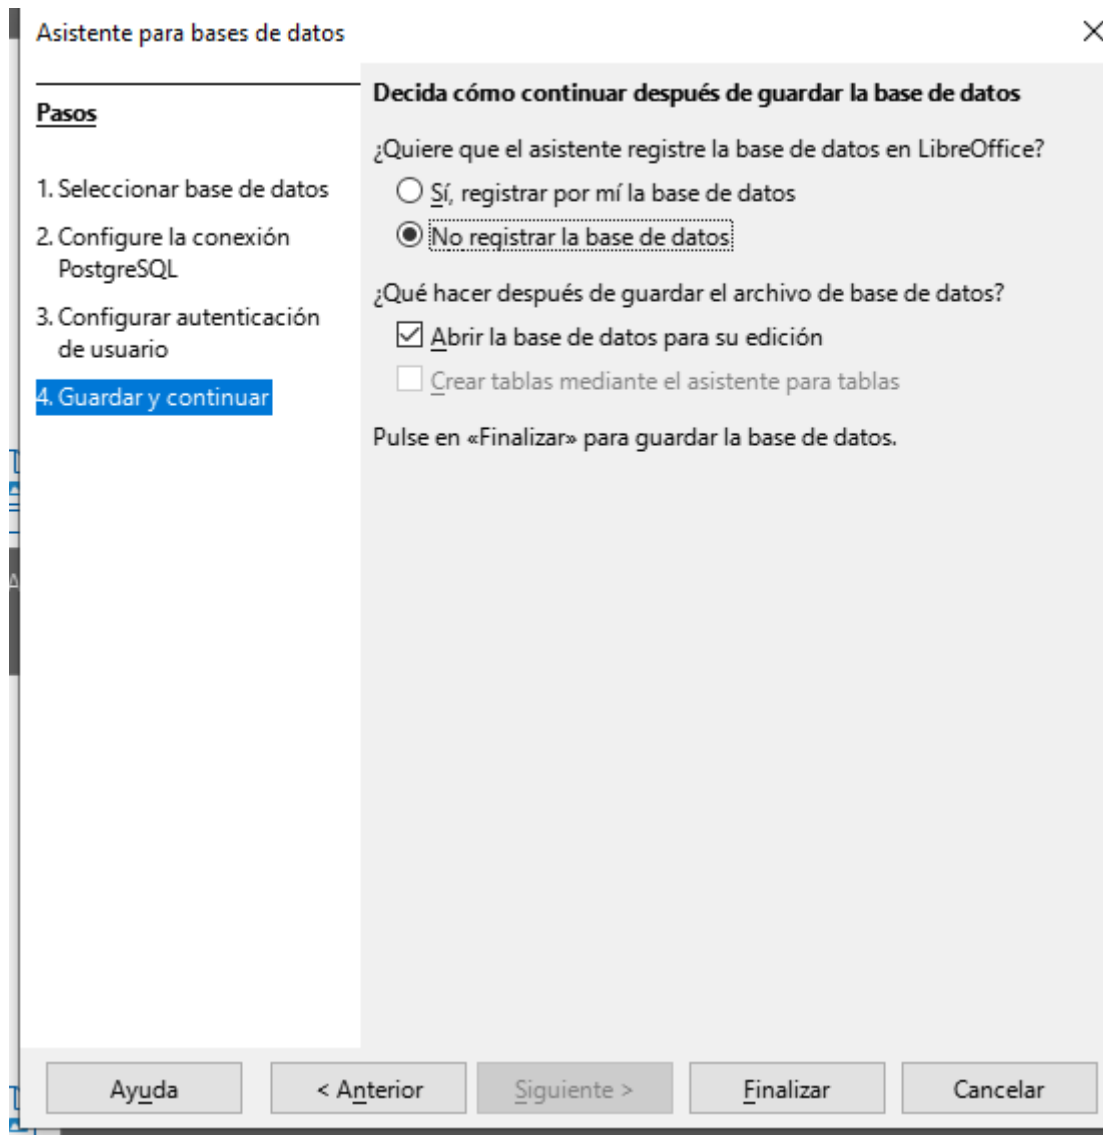 Asistente para bases de datos
Pasos
1. Seleccionar base de datos
2. Configure la conexión
PostgreSQL
3. Configurar autenticación
de usuario
4. Guardar y continuar
Decida cómo continuar después de guardar la base de datos
¿Quiere que el asistente registre la base de datos en LibreOffice?
Sí, registrar por mí la base de datos
No registrar la base de datos
¿Qué hacer después de guardar el archivo de base de datos?
Abrir la base de datos para su edición
Crear tablas mediante el asistente para tablas
Pulse en «Finalizar» para guardar la base de datos.
Ayuda
< Anterior
Siguiente >
Finalizar
Cancelar